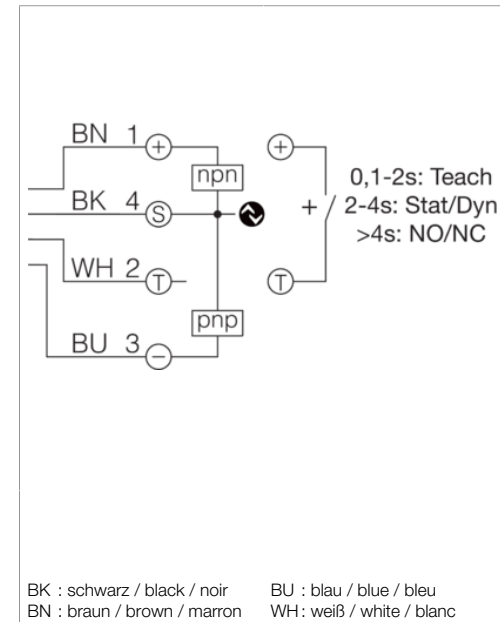 BN 1 +
npn
BK 4 S
WH 2 T
pnp
BU 3 −
+
0,1-2s: Teach
+ 2-4s: Stat/Dyn
>4s: NO/NC
T
BK : schwarz / black / noir
BU : blau / blue / bleu
BN : braun / brown / marron
WH: weiß / white / blanc